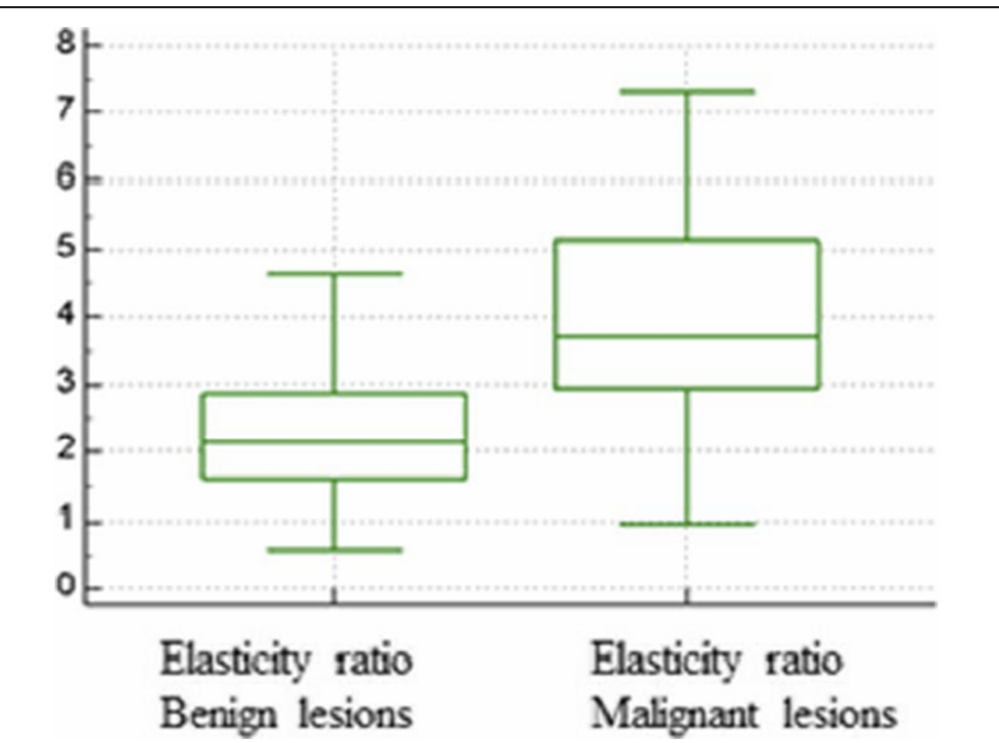 8
7
6
5
4
3
2
1
0
Elasticity ratio
Benign lesions
Elasticity ratio
Malignant lesions